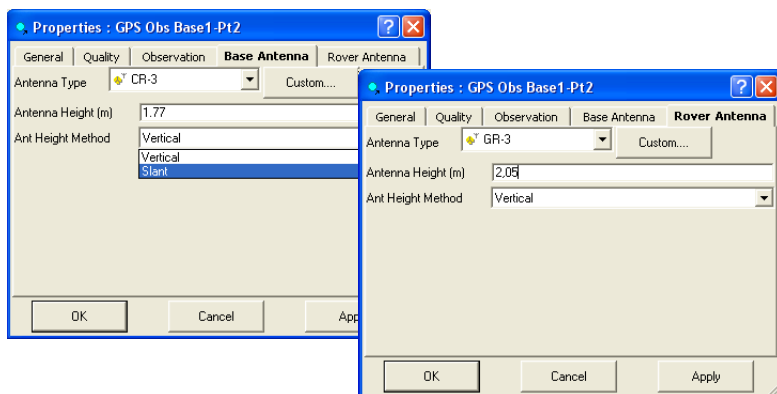 Properties : GPS Obs Base1-Pt2
General Quality Observation Base Antenna Rover Antenna
Antenna Type CR-3 Custom....
Antenna Height (m) 1.77
Ant Height Method Vertical
Vertical
Slant
OK Cancel App
Properties : GPS Obs Base1-Pt2
General Quality Observation Base Antenna Rover Antenna
Antenna Type GR-3 Custom....
Antenna Height (m) 2,05
Ant Height Method Vertical
OK Cancel Apply